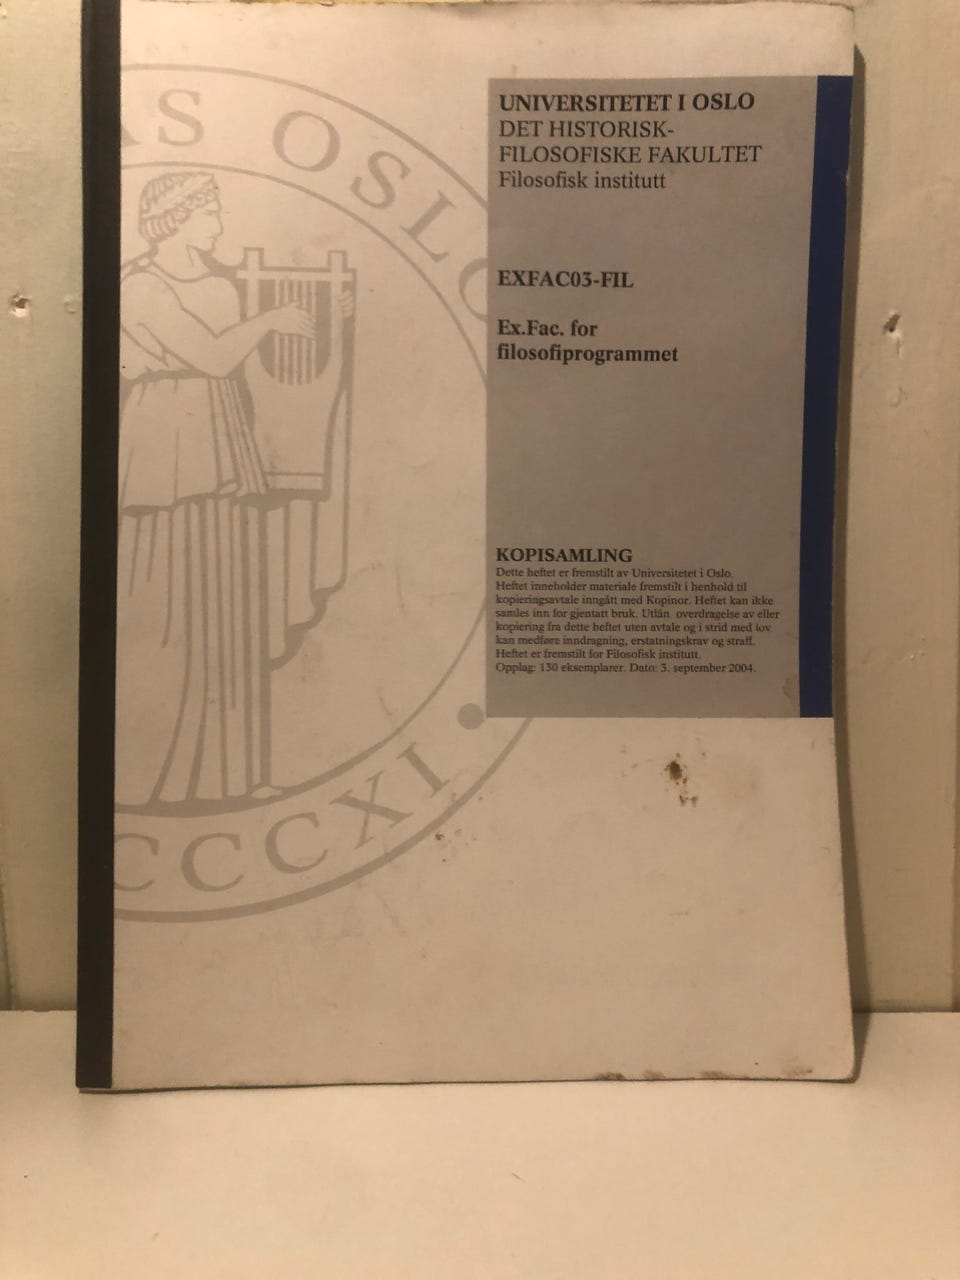 AS OSLO
UNIVERSITETET I OSLO
DET HISTORISK-
FILOSOFISKE FAKULTET
Filosofisk institutt
EXFAC03-FIL
Ex.Fac. for
filosofiprogrammet
KOPISAMLING
Dette heftet er fremstilt av Universitetet i Oslo.
Heftet inneholder materiale fremstilt i henhold til
kopieringsavtale inngått med Kopinor. Heftet kan ikke
samles inn for gjentatt bruk. Utlån overdragelse av eller
kopiering fra dette heftet uten avtale og i strid med lov
kan medføre inndragning, erstatningskrav og straff.
Heftet er fremstilt for Filosofisk institutt.
Opplag: 130 eksemplarer. Dato: 3. september 2004.
CCCXI